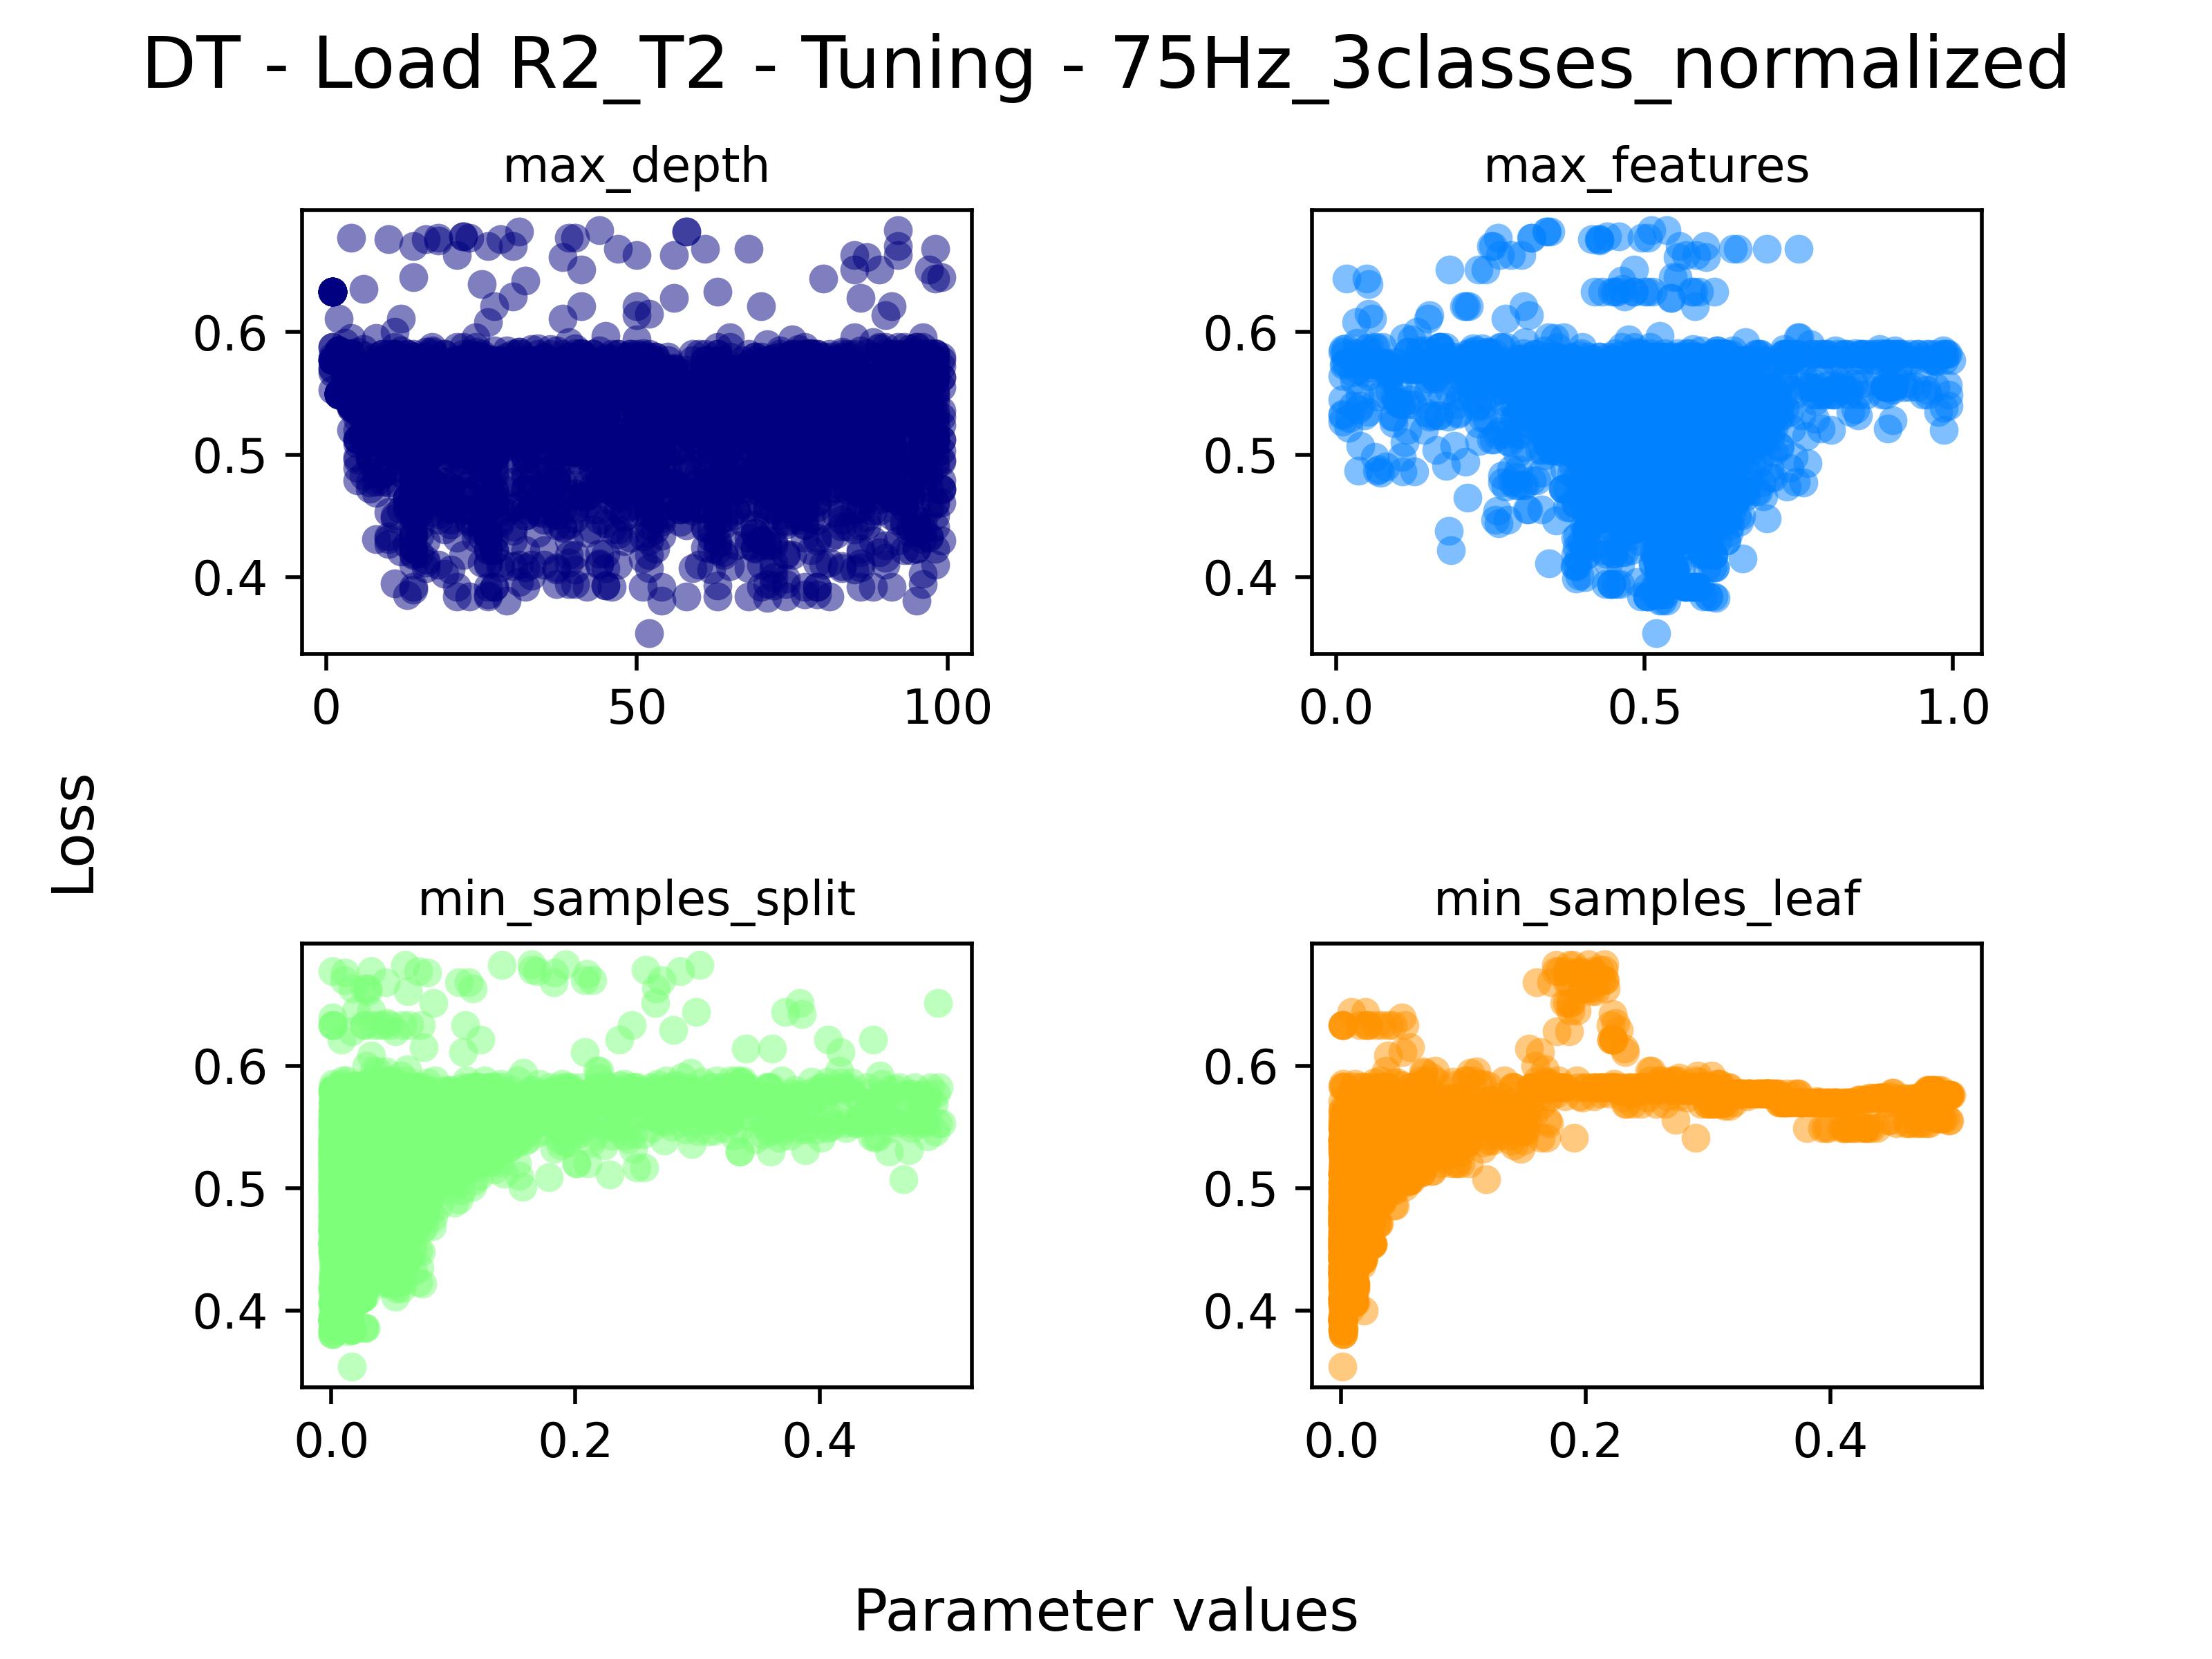 DT - Load R2_T2 - Tuning - 75Hz_3classes_normalized
max_depth
max_features
0.6
0.5
0.4
0 50 100
0.6
0.5
0.4
0.0 0.5 1.0
Loss
min_samples_split
min_samples_leaf
0.6
0.5
0.4
0.0 0.2 0.4
0.6
0.5
0.4
0.0 0.2 0.4
Parameter values